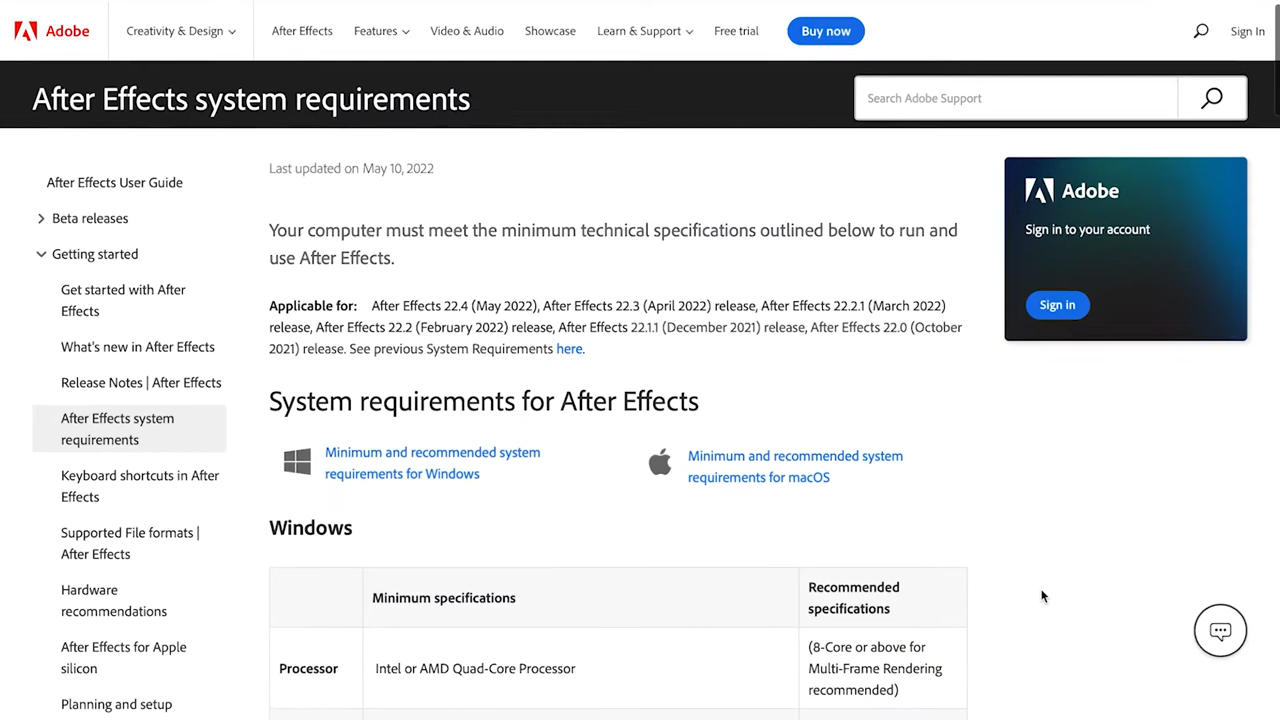 Adobe
Creativity & Design
After Effects
Features
Video & Audio
Showcase
Learn & Support
Free trial
Buy now
Sign In
After Effects system requirements
Search Adobe Support
After Effects User Guide
Beta releases
Getting started
Get started with After
Effects
What's new in After Effects
Release Notes | After Effects
After Effects system
requirements
Keyboard shortcuts in After
Effects
Supported File formats |
After Effects
Hardware
recommendations
After Effects for Apple
silicon
Planning and setup
Last updated on May 10, 2022
Your computer must meet the minimum technical specifications outlined below to run and
use After Effects.
Applicable for: After Effects 22.4 (May 2022), After Effects 22.3 (April 2022) release, After Effects 22.2.1 (March 2022)
release, After Effects 22.2 (February 2022) release, After Effects 22.1.1 (December 2021) release, After Effects 22.0 (October
2021) release. See previous System Requirements here.
System requirements for After Effects
Minimum and recommended system
requirements for Windows
Minimum and recommended system
requirements for macOS
Windows
Minimum specifications
Recommended
specifications
Processor
Intel or AMD Quad-Core Processor
(8-Core or above for
Multi-Frame Rendering
recommended)
Adobe
Sign in to your account
Sign in